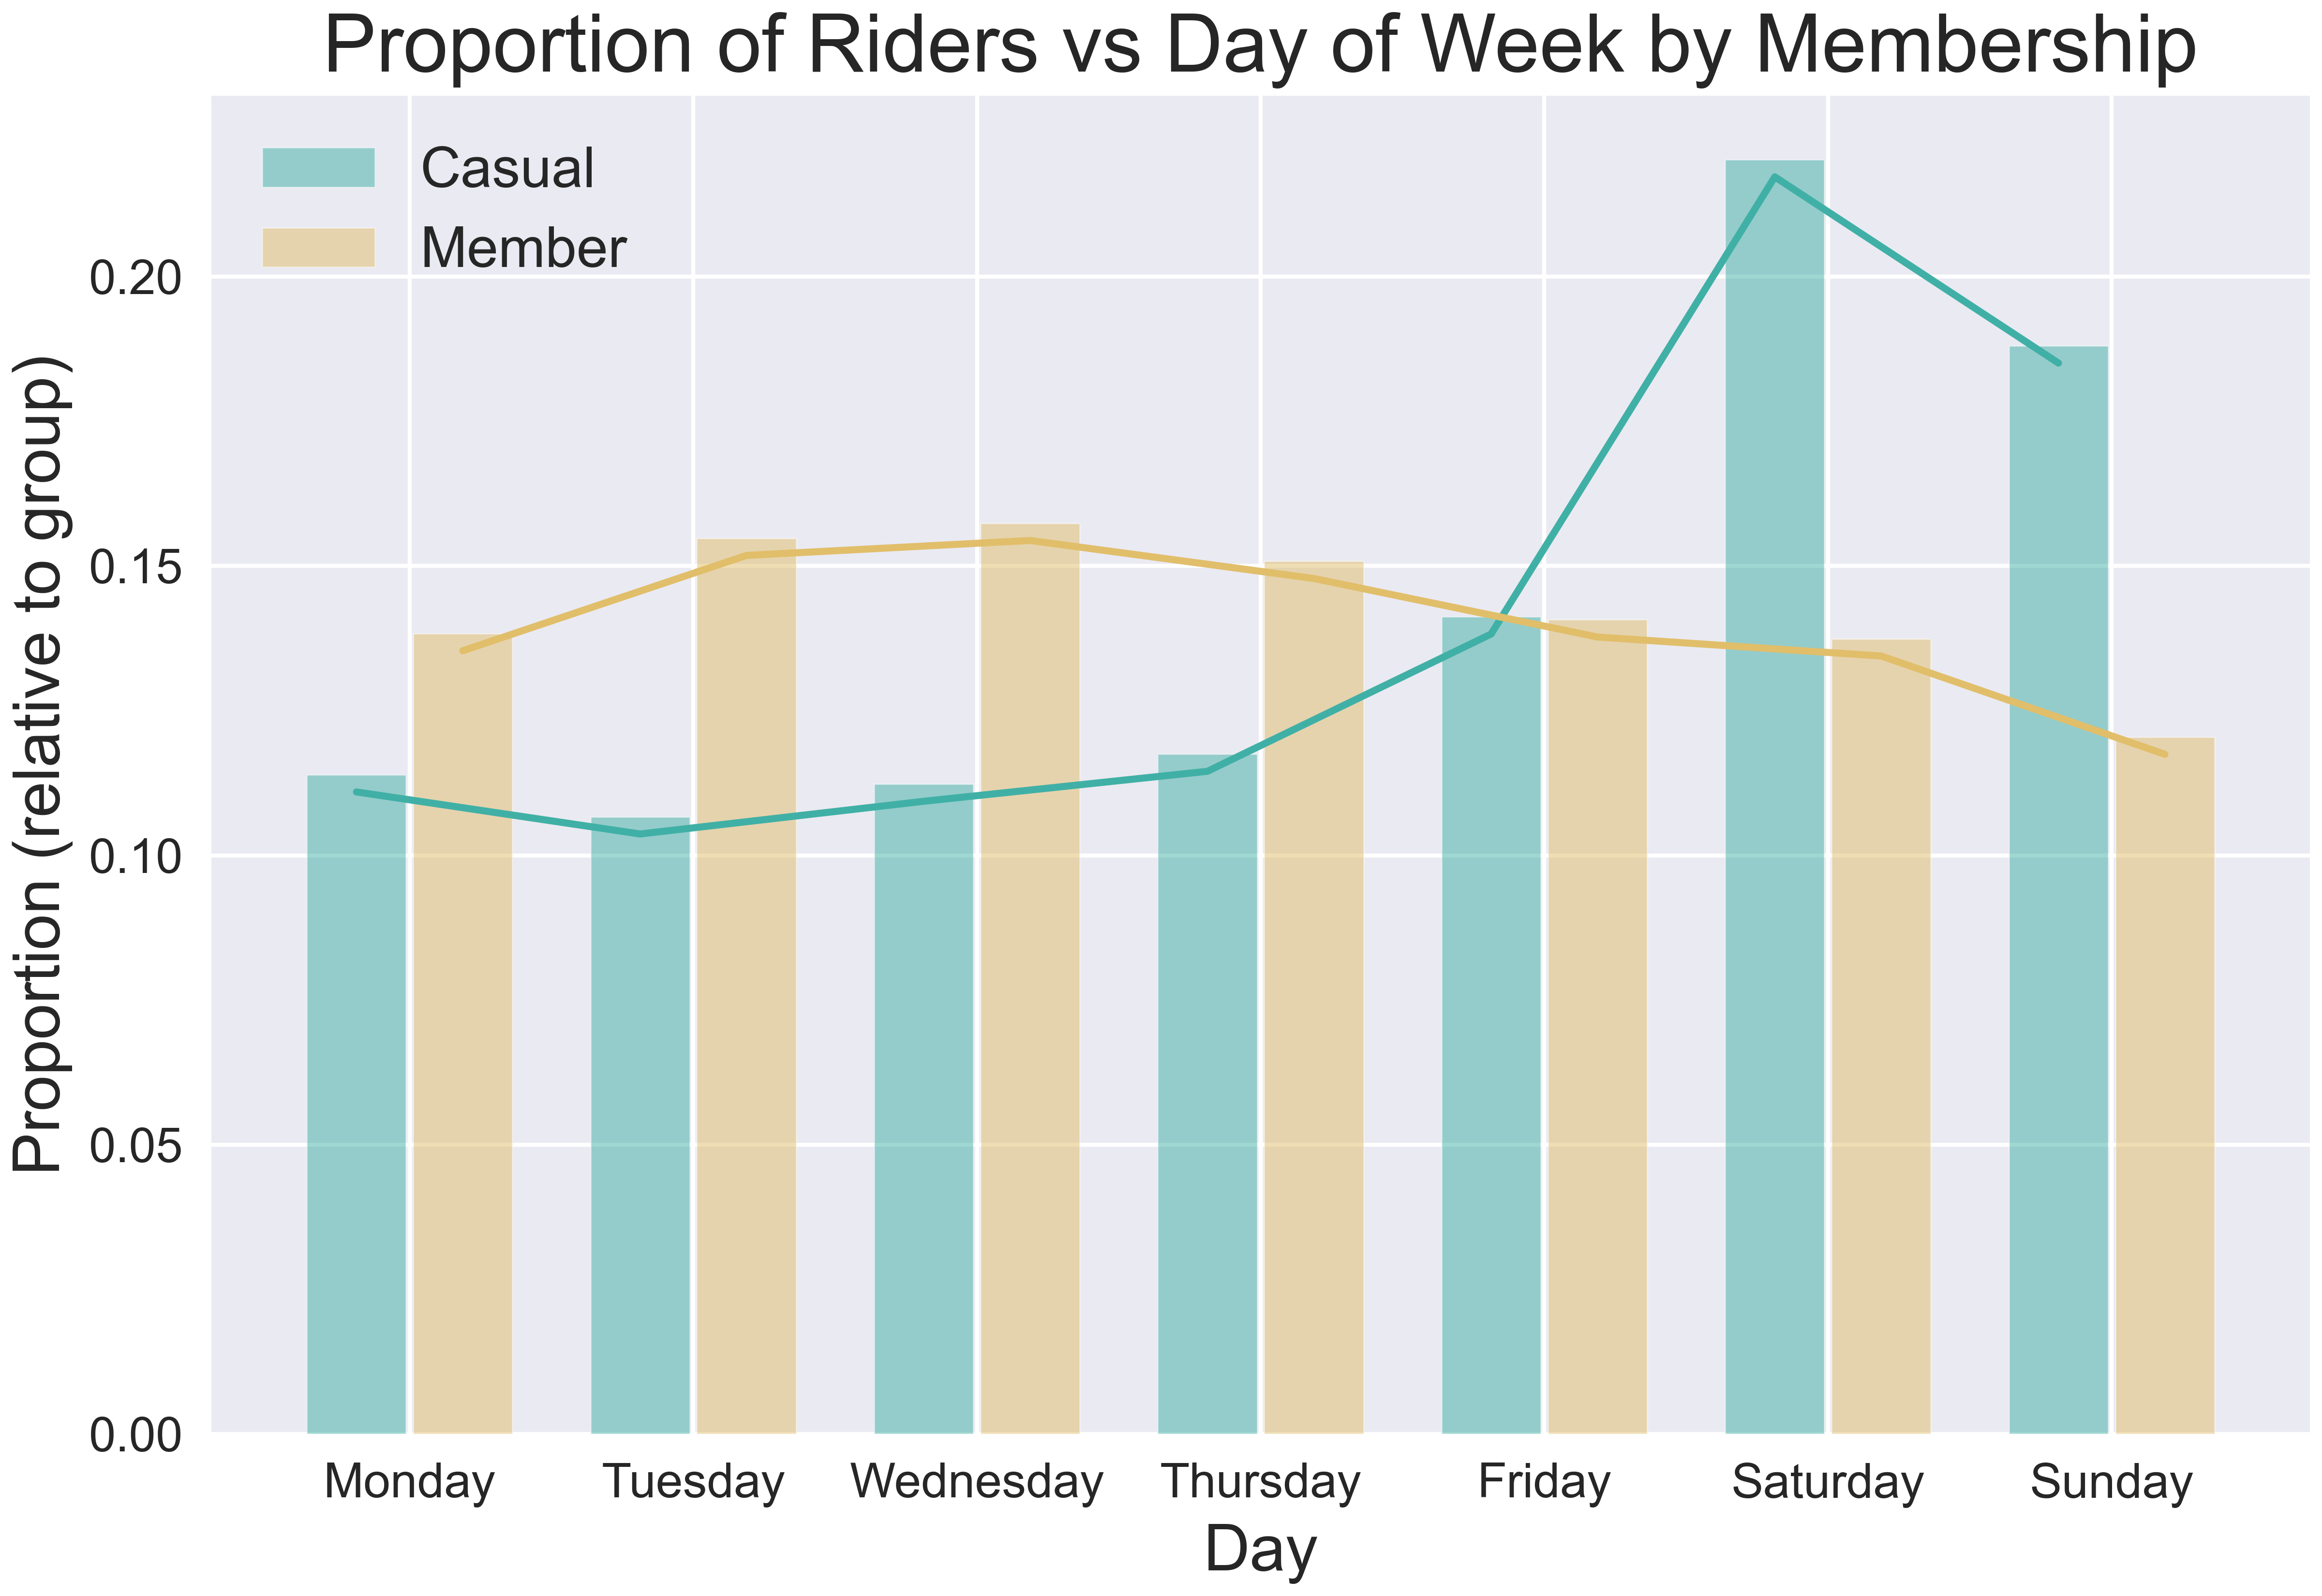 Proportion of Riders vs Day of Week by Membership
Casual
Member
Proportion (relative to group)
0.20
0.15
0.10
0.05
0.00
Monday Tuesday Wednesday Thursday Friday Saturday Sunday
Day